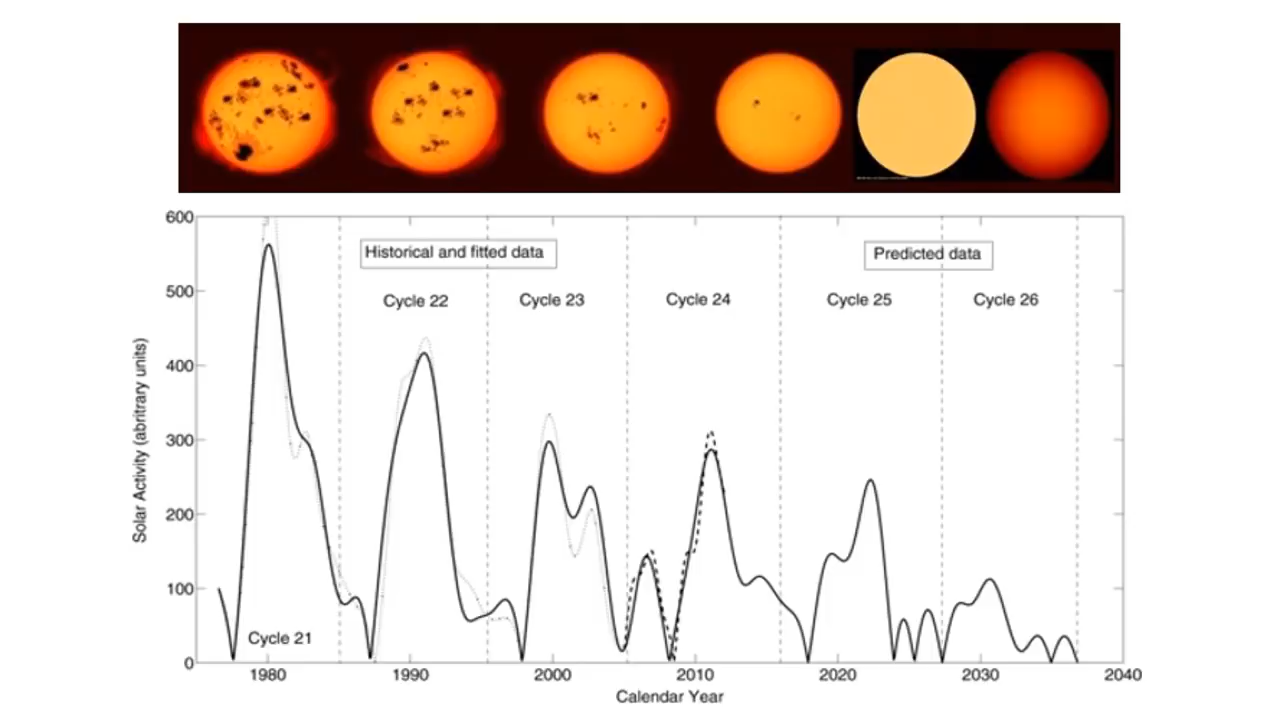 600
Historical and fitted data
Predicted data
500
Cycle 22
Cycle 23
Cycle 24
Cycle 25
Cycle 26
400
300
200
100
Cycle 21
0
1980
1990
2000
2010
2020
2030
2040
Solar Activity (abritrary units)
Calendar Year